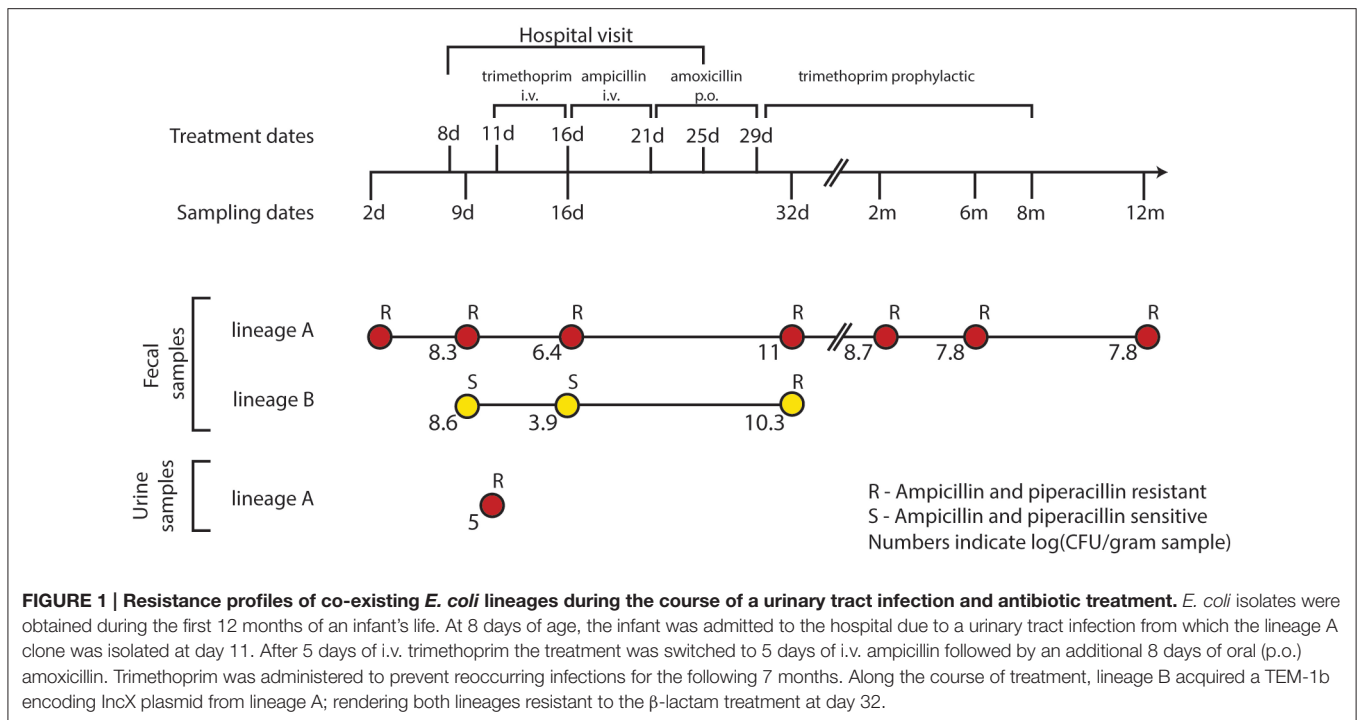 Hospital visit
trimethoprim i.v.
ampicillin i.v.
amoxicillin p.o.
trimethoprim prophylactic
Treatment dates
8d 11d 16d 21d 25d 29d
Sampling dates
2d 9d 16d 32d 2m 6m 8m 12m
Fecal samples
lineage A
R R R R R R R
8.3 6.4 11 8.7 7.8 7.8
lineage B
S S R
8.6 3.9 10.3
Urine samples
lineage A
R
5
R - Ampicillin and piperacillin resistant
S - Ampicillin and piperacillin sensitive
Numbers indicate log(CFU/gram sample)
FIGURE 1 | Resistance profiles of co-existing E. coli lineages during the course of a urinary tract infection and antibiotic treatment. E. coli isolates were
obtained during the first 12 months of an infant's life. At 8 days of age, the infant was admitted to the hospital due to a urinary tract infection from which the lineage A
clone was isolated at day 11. After 5 days of i.v. trimethoprim the treatment was switched to 5 days of i.v. ampicillin followed by an additional 8 days of oral (p.o.)
amoxicillin. Trimethoprim was administered to prevent reoccurring infections for the following 7 months. Along the course of treatment, lineage B acquired a TEM-1b
encoding IncX plasmid from lineage A; rendering both lineages resistant to the β-lactam treatment at day 32.